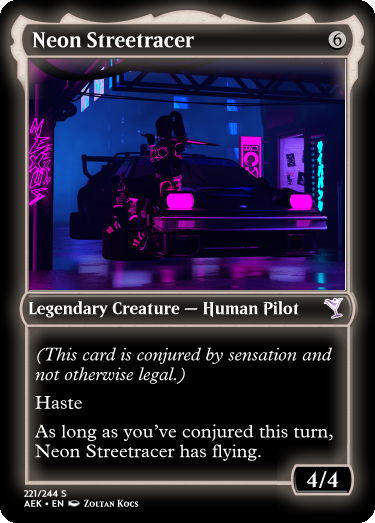 Neon Streetracer 6
Legendary Creature — Human Pilot
(This card is conjured by sensation and
not otherwise legal.)
Haste
As long as you've conjured this turn,
Neon Streetracer has flying.
4/4
221/244 S
AEK • EN Zoltan Kocs